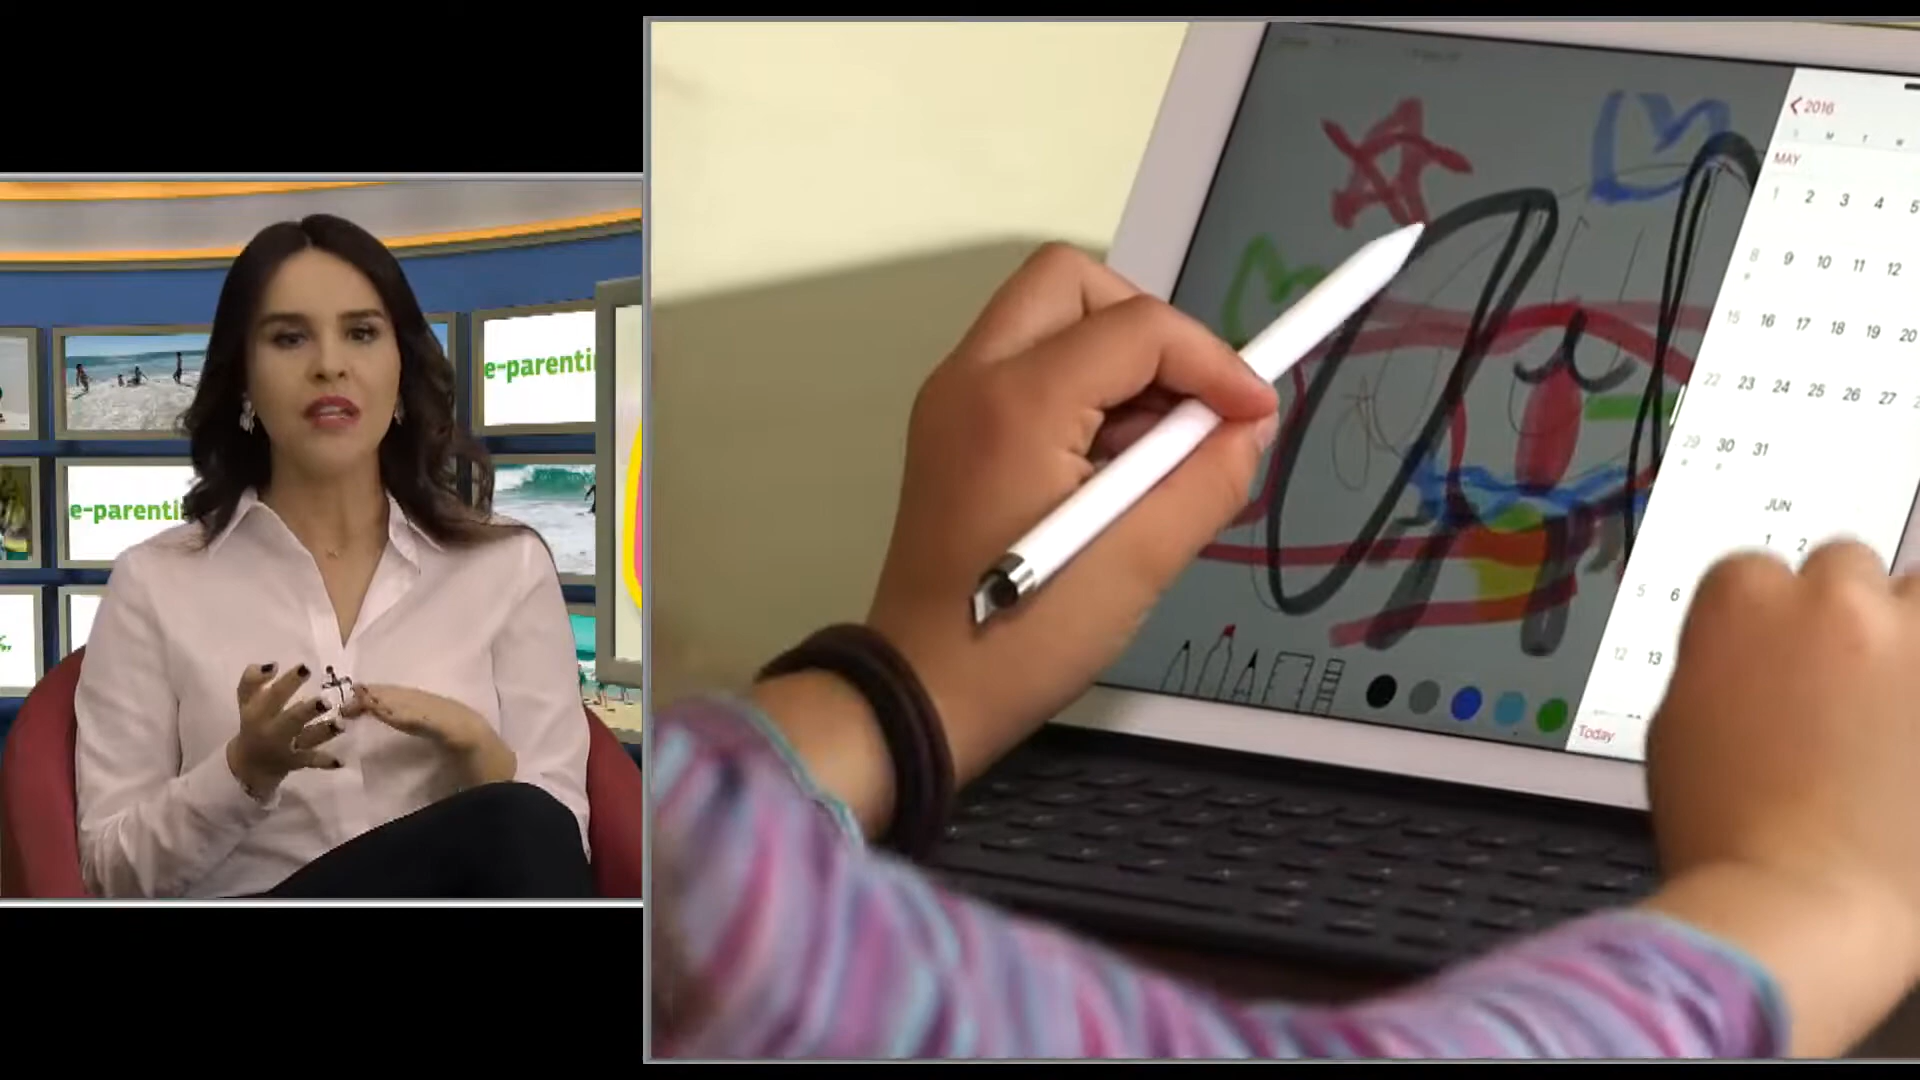 e-parenti
e-parenti
2016
M T W
MAY
1 2 3 4 5
8 9 10 11 12
15 16 17 18 19 20
22 23 24 25 26 27
29 30 31
JUN
1 2
5 6
12 13
Today